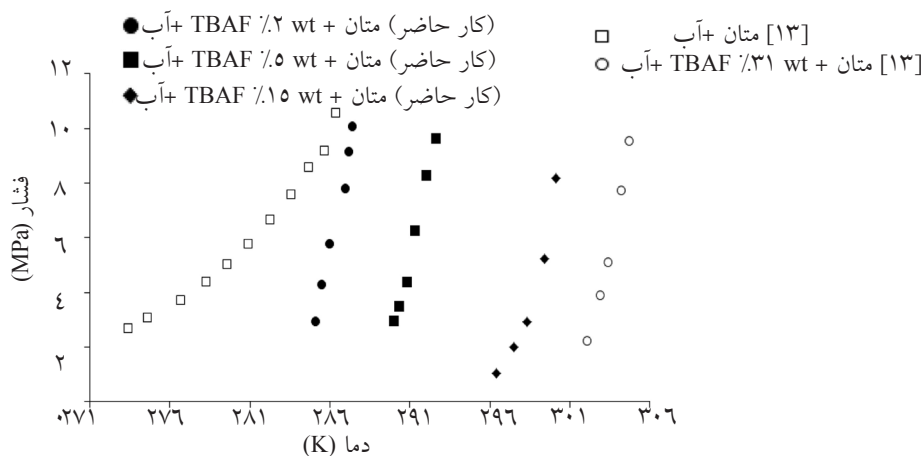 ● (کار حاضر) متان + TBAF ٪۲ wt +آب
■ (کار حاضر) متان + TBAF ٪۵ wt +آب
◆ (کار حاضر) متان + TBAF ٪۱۵ wt +آب
□ [۱۳] متان +آب
○ [۱۳] متان + TBAF ٪۳۱ wt +آب
۱۲
۱۰
۸
۶
۴
۲
فشار (MPa)
۰۲۷۱ ۲۷۶ ۲۸۱ ۲۸۶ ۲۹۱ ۲۹۶ ۳۰۱ ۳۰۶
دما (K)